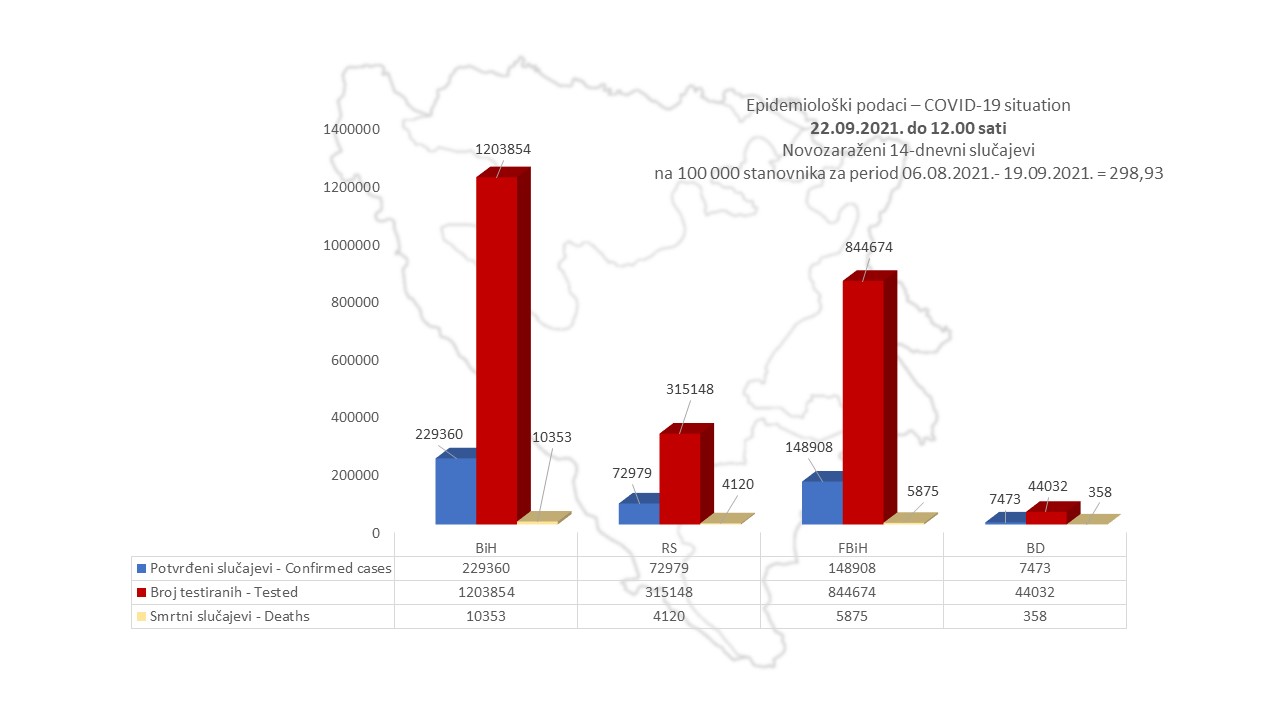 Epidemiološki podaci – COVID-19 situation
22.09.2021. do 12.00 sati
Novozaraženi 14-dnevni slučajevi
na 100 000 stanovnika za period 06.08.2021.- 19.09.2021. = 298,93
1400000
1200000
1000000
800000
600000
400000
200000
0
229360
1203854
10353
72979
315148
4120
148908
844674
5875
7473
44032
358
BiH RS FBiH BD
Potvrđeni slučajevi - Confirmed cases 229360 72979 148908 7473
Broj testiranih - Tested 1203854 315148 844674 44032
Smrtni slučajevi - Deaths 10353 4120 5875 358